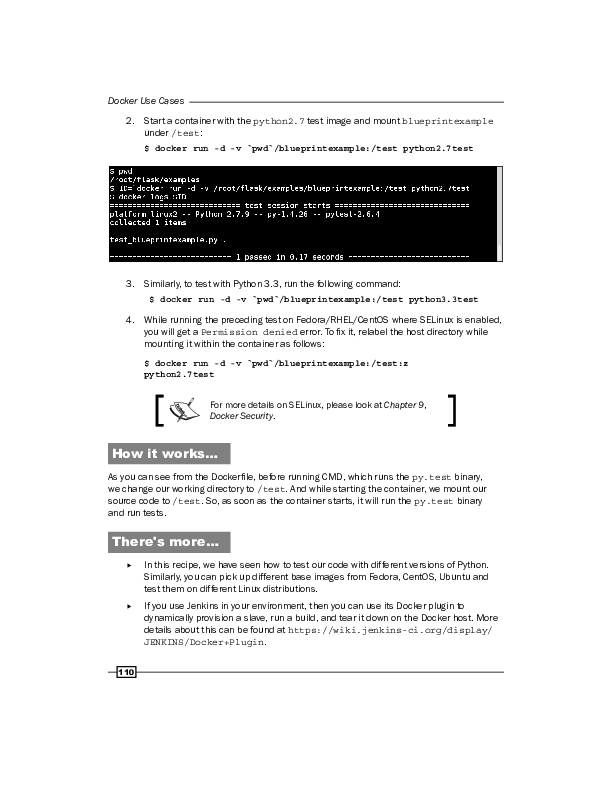 Docker Use Cases
2. Start a container with the python2.7 test image and mount blueprintexample
under /test:
$ docker run -d -v `pwd`/blueprintexample:/test python2.7test
$ pwd
/root/flask/examples
$ ID=`docker run -d -v /root/flask/examples/blueprintexample:/test python2.7test`
$ docker logs $ID
============================= test session starts ==============================
platform linux2 -- Python 2.7.9 -- py-1.4.26 -- pytest-2.6.4
collected 1 items
test_blueprintexample.py .
--------------------------- 1 passed in 0.17 seconds ---------------------------
3. Similarly, to test with Python 3.3, run the following command:
$ docker run -d -v `pwd`/blueprintexample:/test python3.3test
4. While running the preceding test on Fedora/RHEL/CentOS where SELinux is enabled,
you will get a Permission denied error. To fix it, relabel the host directory while
mounting it within the container as follows:
$ docker run -d -v `pwd`/blueprintexample:/test:z
python2.7test
For more details on SELinux, please look at Chapter 9,
Docker Security.
How it works...
As you can see from the Dockerfile, before running CMD, which runs the py.test binary,
we change our working directory to /test. And while starting the container, we mount our
source code to /test. So, as soon as the container starts, it will run the py.test binary
and run tests.
There's more...
► In this recipe, we have seen how to test our code with different versions of Python.
Similarly, you can pick up different base images from Fedora, CentOS, Ubuntu and
test them on different Linux distributions.
► If you use Jenkins in your environment, then you can use its Docker plugin to
dynamically provision a slave, run a build, and tear it down on the Docker host. More
details about this can be found at https://wiki.jenkins-ci.org/display/
JENKINS/Docker+Plugin.
110